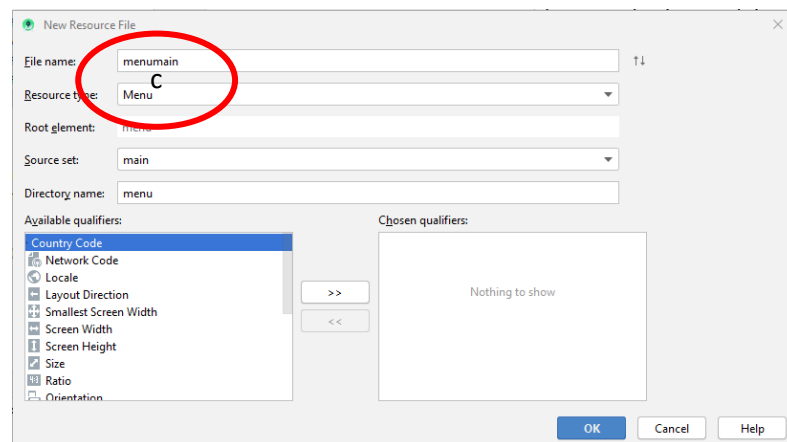 New Resource File
File name: menumain
C
Resource type: Menu
Root element: menu
Source set: main
Directory name: menu
Available qualifiers: Chosen qualifiers:
Country Code
Network Code
Locale
Layout Direction
Smallest Screen Width
Screen Width
Screen Height
Size
Ratio
Orientation
>>
<<
Nothing to show
OK Cancel Help